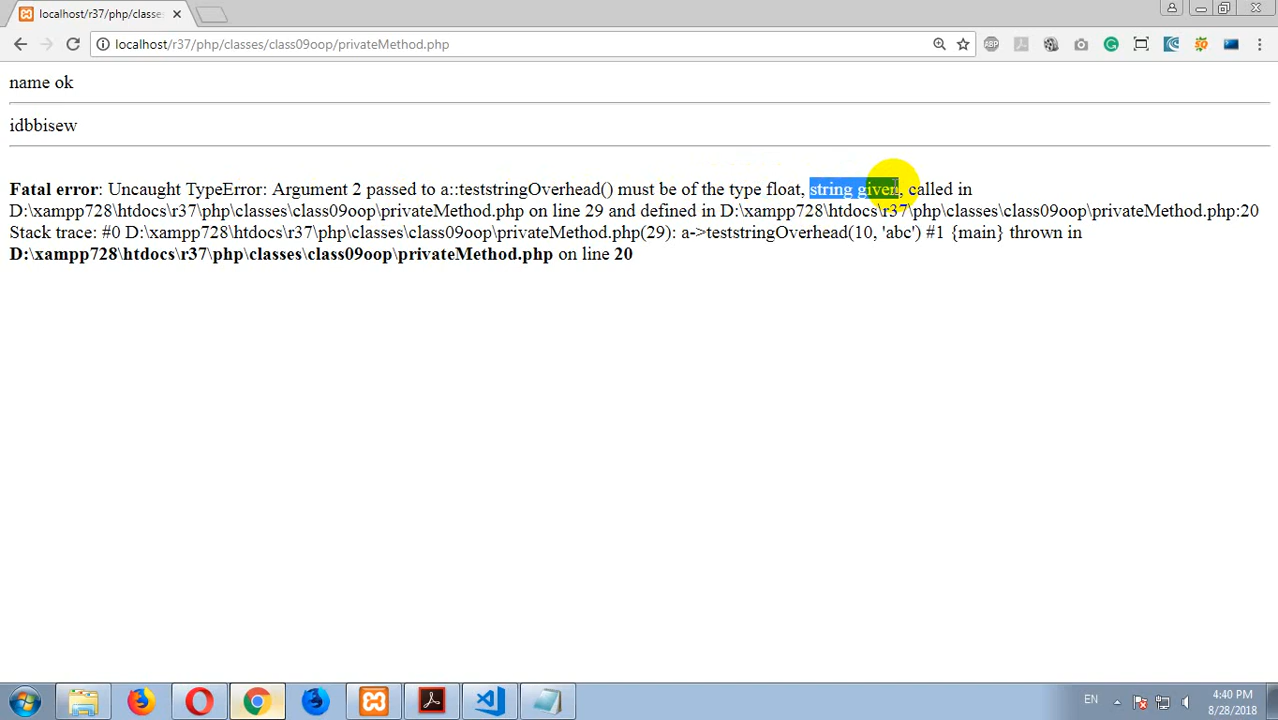 localhost/r37/php/classe
localhost/r37/php/classes/class09oop/privateMethod.php
ABP
name ok
idbbisew
Fatal error: Uncaught TypeError: Argument 2 passed to a::teststringOverhead() must be of the type float, string given, called in
D:\xampp728\htdocs\r37\php\classes\class09oop\privateMethod.php on line 29 and defined in D:\xampp728\htdocs\r37\php\classes\class09oop\privateMethod.php:20
Stack trace: #0 D:\xampp728\htdocs\r37\php\classes\class09oop\privateMethod.php(29): a->teststringOverhead(10, 'abc') #1 {main} thrown in
D:\xampp728\htdocs\r37\php\classes\class09oop\privateMethod.php on line 20
EN
4:40 PM
8/28/2018